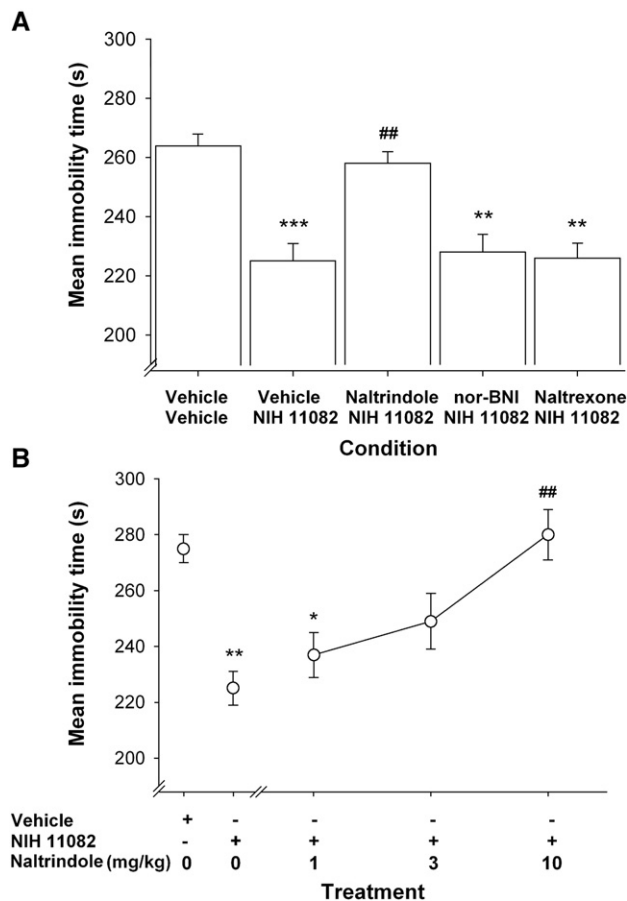 A
Mean immobility time (s)
300
280
260
240
220
200
***
##
**
**
Vehicle Vehicle Naltrindole nor-BNI Naltrexone
Vehicle NIH 11082 NIH 11082 NIH 11082 NIH 11082
Condition
B
Mean immobility time (s)
300
280
260
240
220
200
**
*
##
Vehicle + - - - -
NIH 11082 - + + + +
Naltrindole (mg/kg) 0 0 1 3 10
Treatment